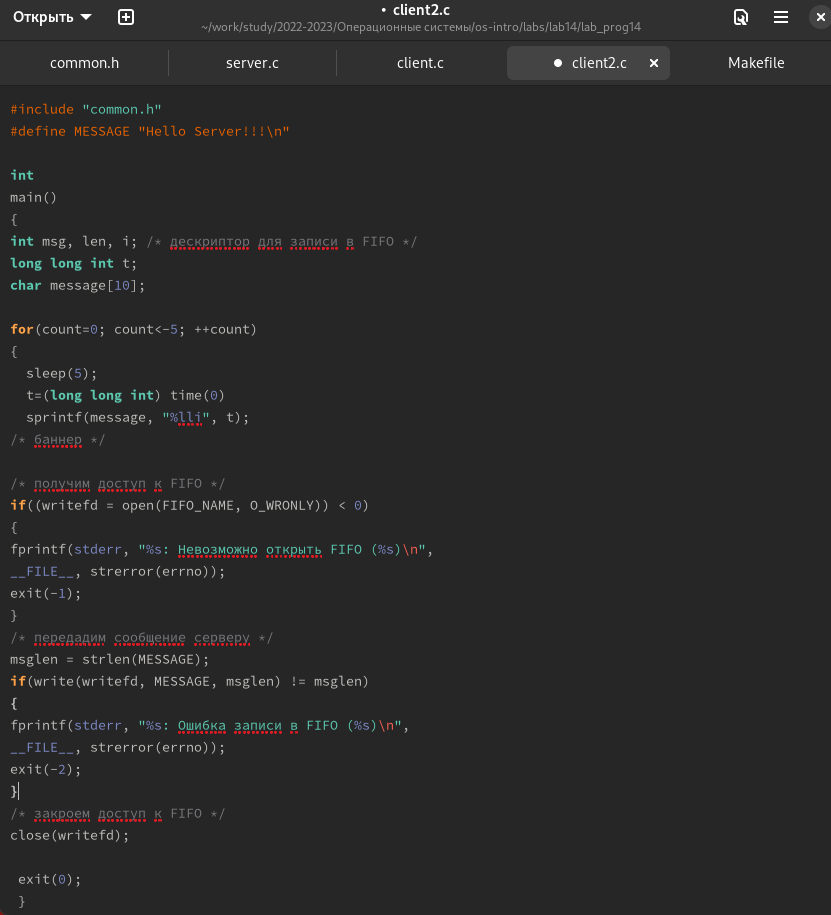 Открыть
• client2.c
~/work/study/2022-2023/Операционные системы/os-intro/labs/lab14/lab_prog14
common.h server.c client.c • client2.c Makefile
#include "common.h"
#define MESSAGE "Hello Server!!!\n"
int
main()
{
int msg, len, i; /* дескриптор для записи в FIFO */
long long int t;
char message[10];
for(count=0; count<-5; ++count)
{
sleep(5);
t=(long long int) time(0)
sprintf(message, "%lli", t);
/* баннер */
/* получим доступ к FIFO */
if((writefd = open(FIFO_NAME, O_WRONLY)) < 0)
{
fprintf(stderr, "%s: Невозможно открыть FIFO (%s)\n",
__FILE__, strerror(errno));
exit(-1);
}
/* передадим сообщение серверу */
msglen = strlen(MESSAGE);
if(write(writefd, MESSAGE, msglen) != msglen)
{
fprintf(stderr, "%s: Ошибка записи в FIFO (%s)\n",
__FILE__, strerror(errno));
exit(-2);
}
/* закроем доступ к FIFO */
close(writefd);
exit(0);
}